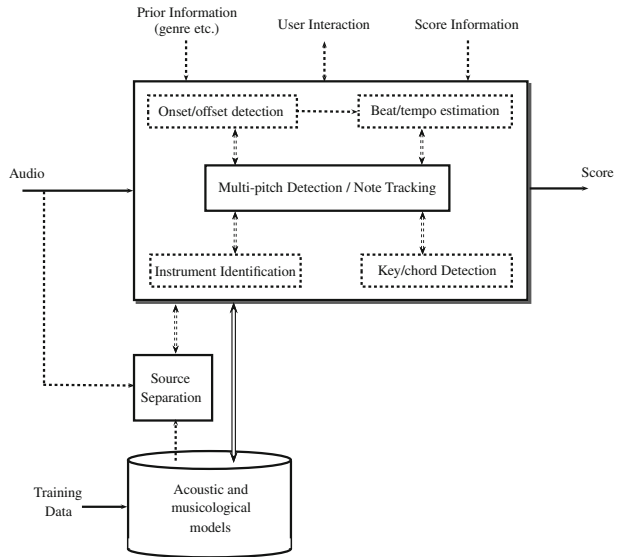 Prior Information
(genre etc.)
User Interaction
Score Information
Onset/offset detection
Beat/tempo estimation
Audio
Multi-pitch Detection / Note Tracking
Score
Instrument Identification
Key/chord Detection
Source
Separation
Training
Data
Acoustic and
musicological
models